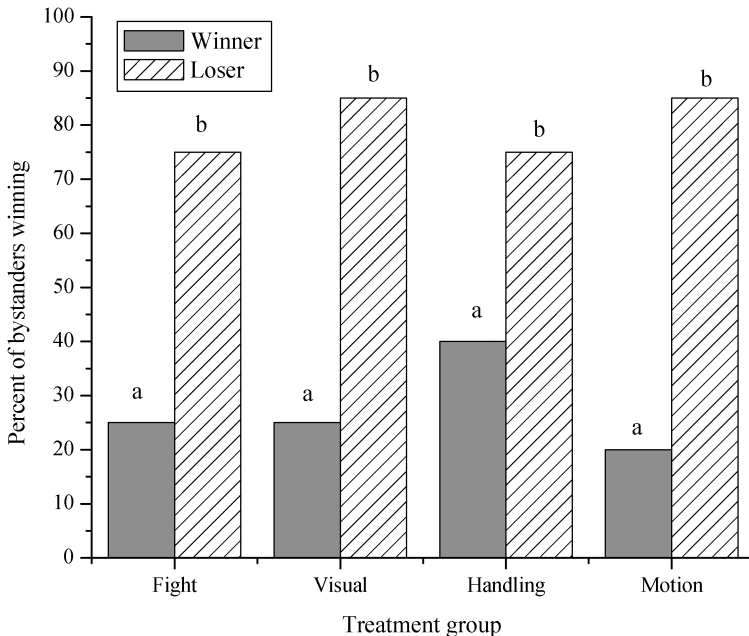 100
90
80
70
60
50
40
30
20
10
0
Percent of bystanders winning
Winner
Loser
a
b
a
b
a
b
a
b
Fight
Visual
Handling
Motion
Treatment group